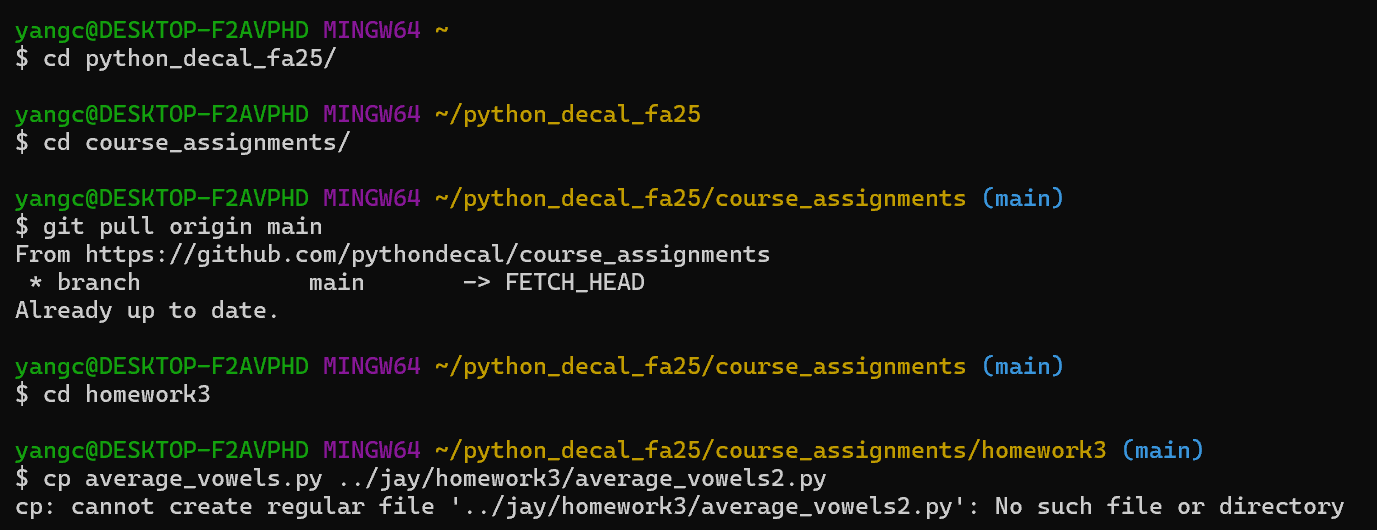 yangc@DESKTOP-F2AVPHD MINGW64 ~
$ cd python_decal_fa25/
yangc@DESKTOP-F2AVPHD MINGW64 ~/python_decal_fa25
$ cd course_assignments/
yangc@DESKTOP-F2AVPHD MINGW64 ~/python_decal_fa25/course_assignments (main)
$ git pull origin main
From https://github.com/pythondecal/course_assignments
 * branch            main       -> FETCH_HEAD
Already up to date.
yangc@DESKTOP-F2AVPHD MINGW64 ~/python_decal_fa25/course_assignments (main)
$ cd homework3
yangc@DESKTOP-F2AVPHD MINGW64 ~/python_decal_fa25/course_assignments/homework3 (main)
$ cp average_vowels.py ../jay/homework3/average_vowels2.py
cp: cannot create regular file '../jay/homework3/average_vowels2.py': No such file or directory